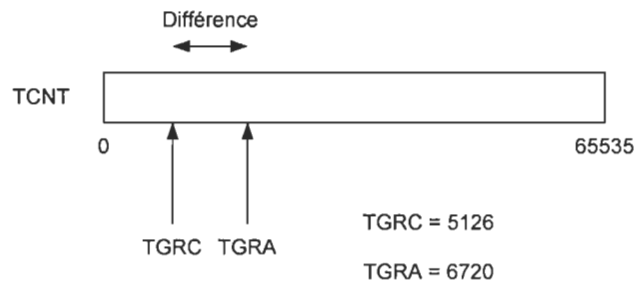 Différence
TCNT
0 65535
TGRC TGRA
TGRC = 5126
TGRA = 6720